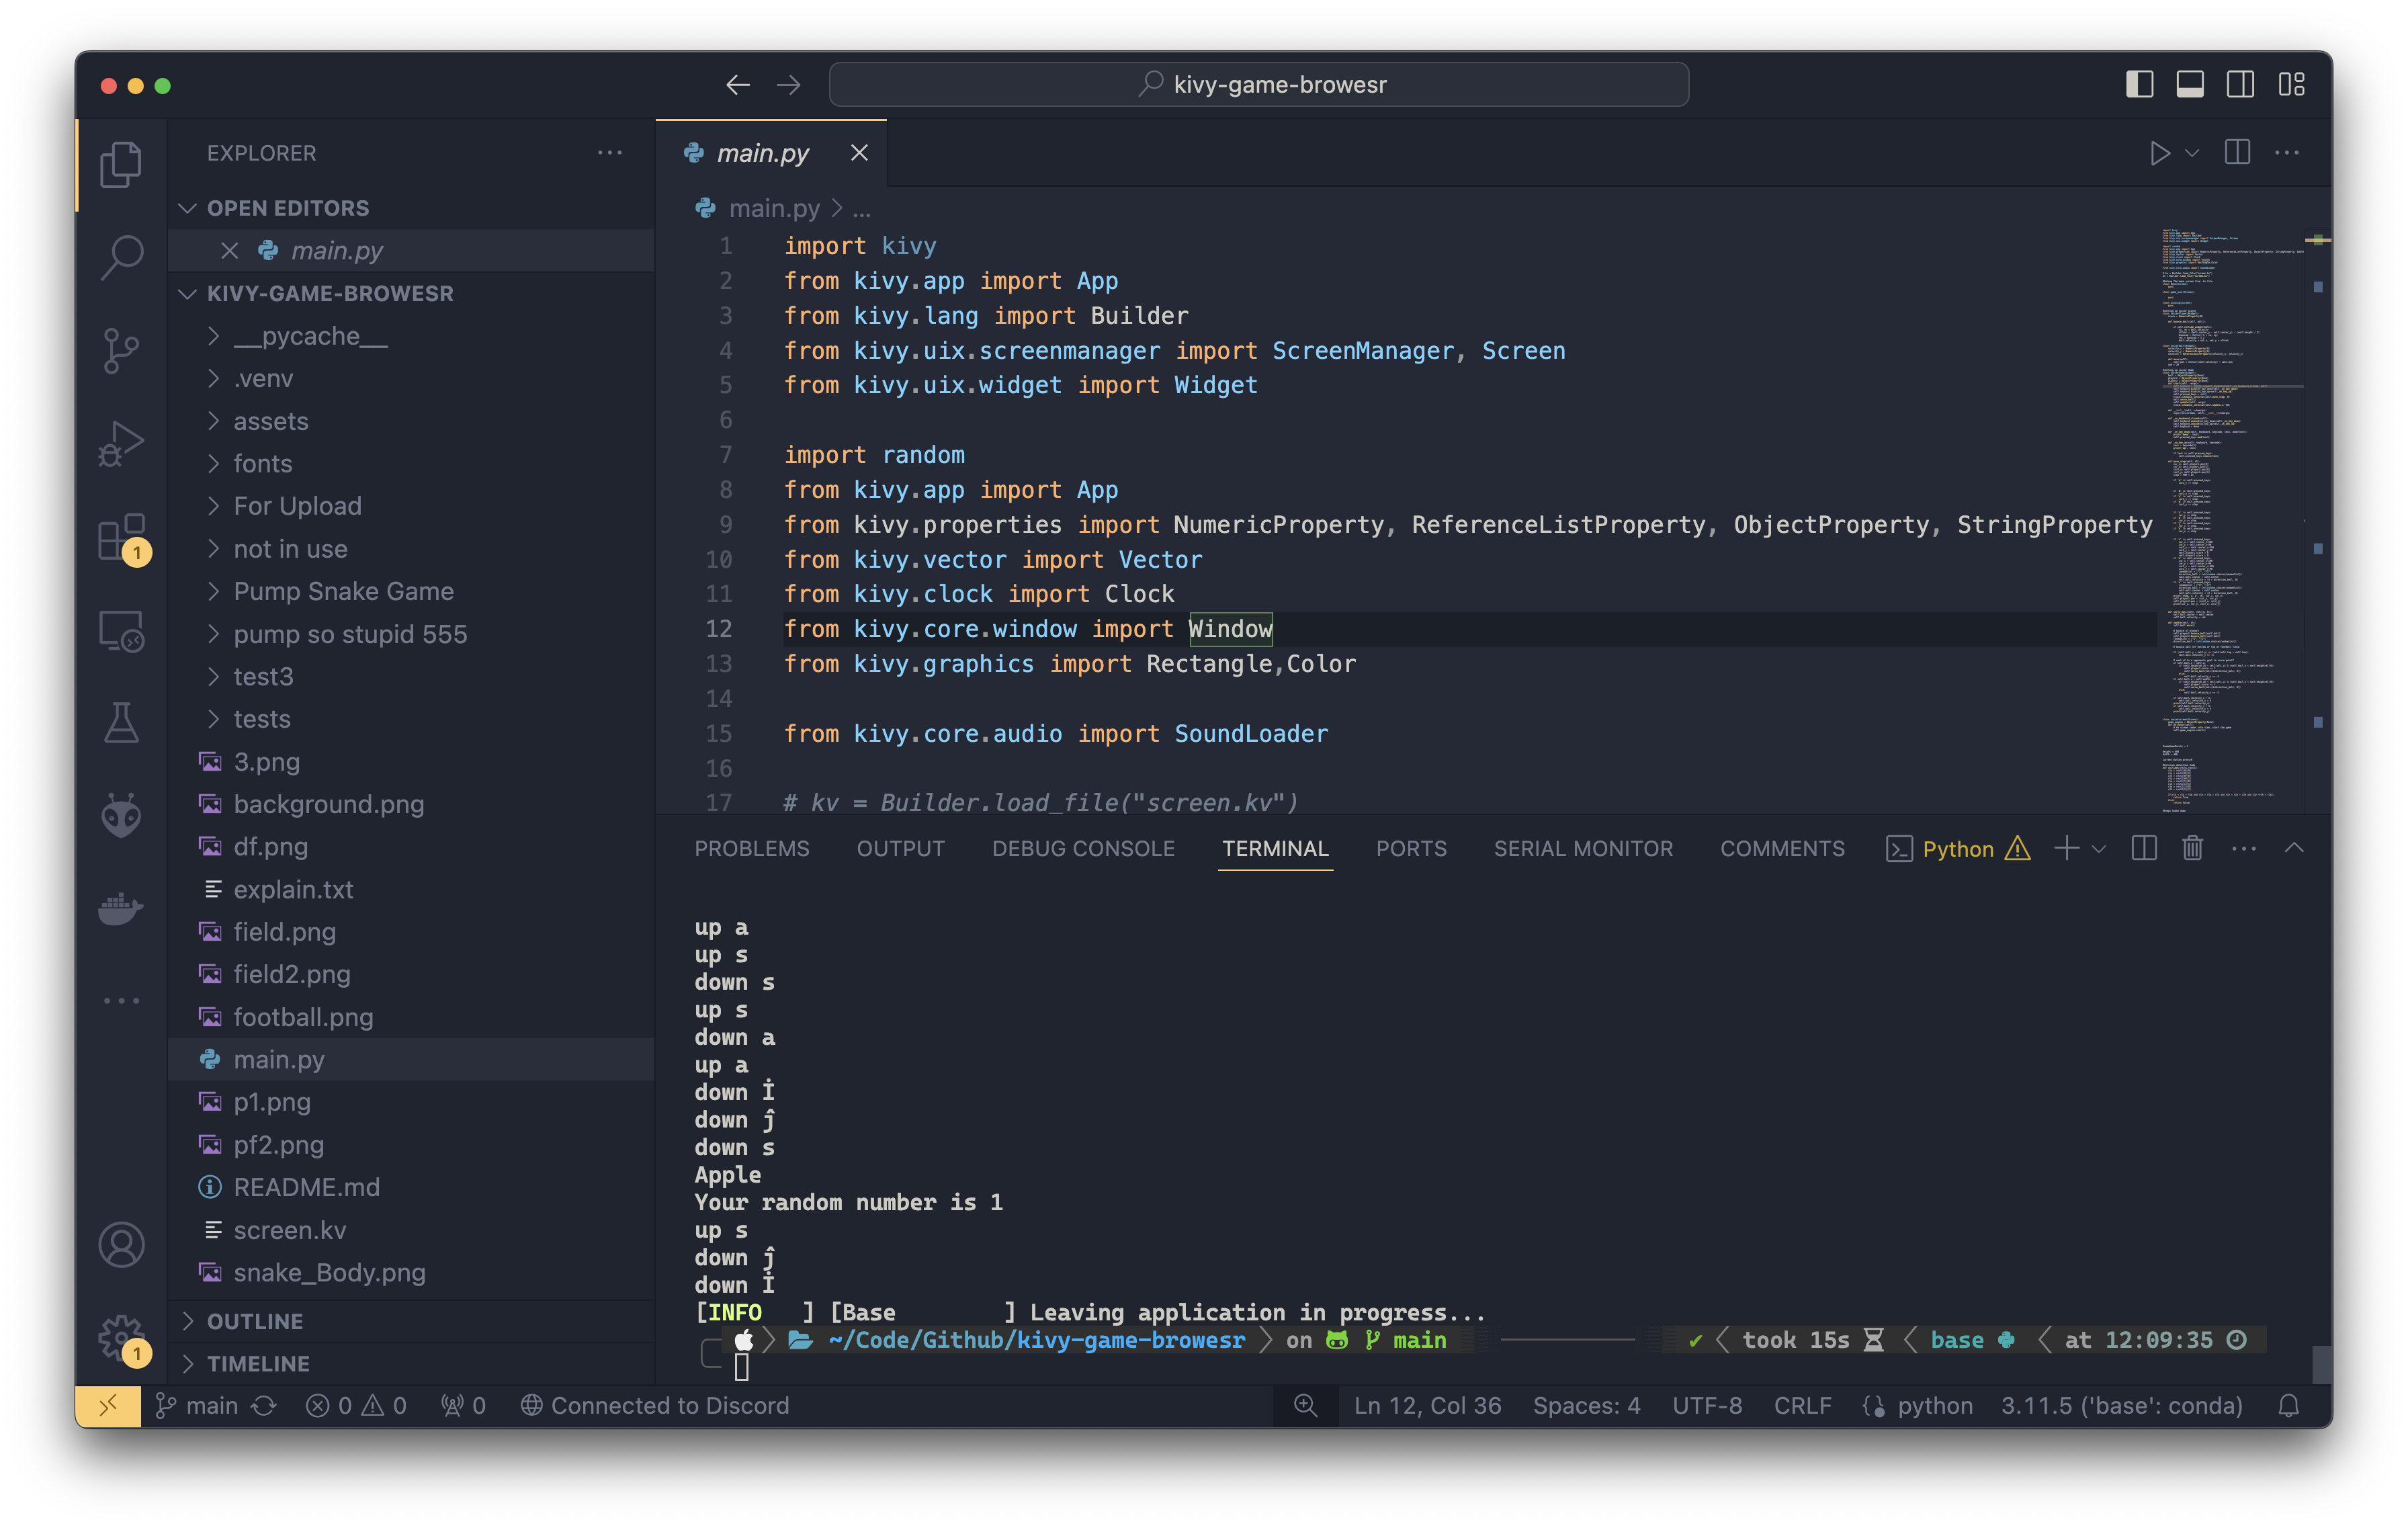 kivy-game-browesr
EXPLORER
OPEN EDITORS
main.py
KIVY-GAME-BROWESR
__pycache__
.venv
assets
fonts
For Upload
not in use
Pump Snake Game
pump so stupid 555
test3
tests
3.png
background.png
df.png
explain.txt
field.png
field2.png
football.png
main.py
p1.png
pf2.png
README.md
screen.kv
snake_Body.png
OUTLINE
TIMELINE
1
1
main.py
main.py > ...
1 import kivy
2 from kivy.app import App
3 from kivy.lang import Builder
4 from kivy.uix.screenmanager import ScreenManager, Screen
5 from kivy.uix.widget import Widget
6
7 import random
8 from kivy.app import App
9 from kivy.properties import NumericProperty, ReferenceListProperty, ObjectProperty, StringProperty
10 from kivy.vector import Vector
11 from kivy.clock import Clock
12 from kivy.core.window import Window
13 from kivy.graphics import Rectangle,Color
14
15 from kivy.core.audio import SoundLoader
16
17 # kv = Builder.load_file("screen.kv")
PROBLEMS OUTPUT DEBUG CONSOLE TERMINAL PORTS SERIAL MONITOR COMMENTS Python
up a
up s
down s
up s
down a
up a
down İ
down ĵ
down s
Apple
Your random number is 1
up s
down ĵ
down İ
[INFO   ] [Base        ] Leaving application in progress...
~/Code/Github/kivy-game-browesr on main ✔ took 15s base at 12:09:35
main 0 0 0 Connected to Discord Ln 12, Col 36 Spaces: 4 UTF-8 CRLF python 3.11.5 ('base': conda)